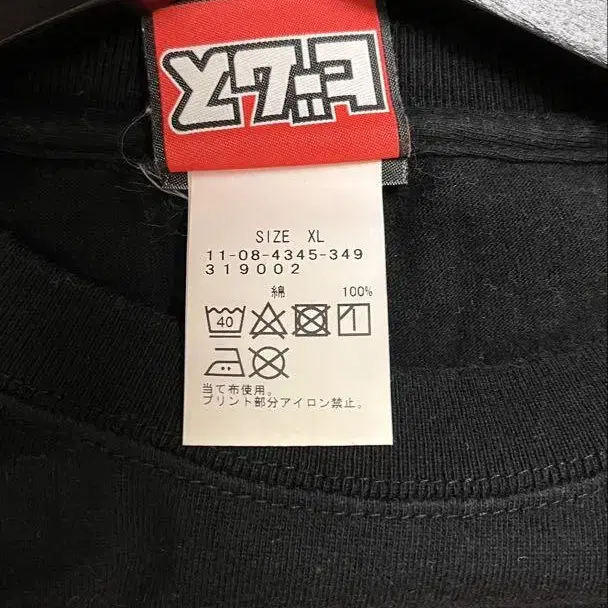 SIZE XL
11-08-4345-349
319002
綿 100%
40
当て布使用。
プリント部分アイロン禁止。